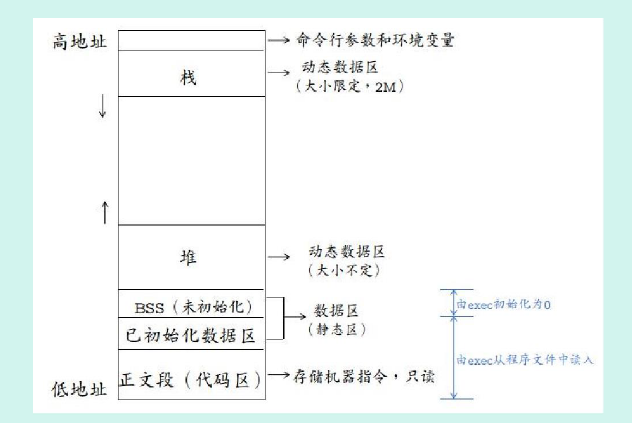 高地址
命令行参数和环境变量
栈
动态数据区
（大小限定，2M）
堆
动态数据区
（大小不定）
BSS（未初始化）
数据区
（静态区）
由exec初始化为0
已初始化数据区
由exec从程序文件中读入
低地址
正文段（代码区）
存储机器指令，只读